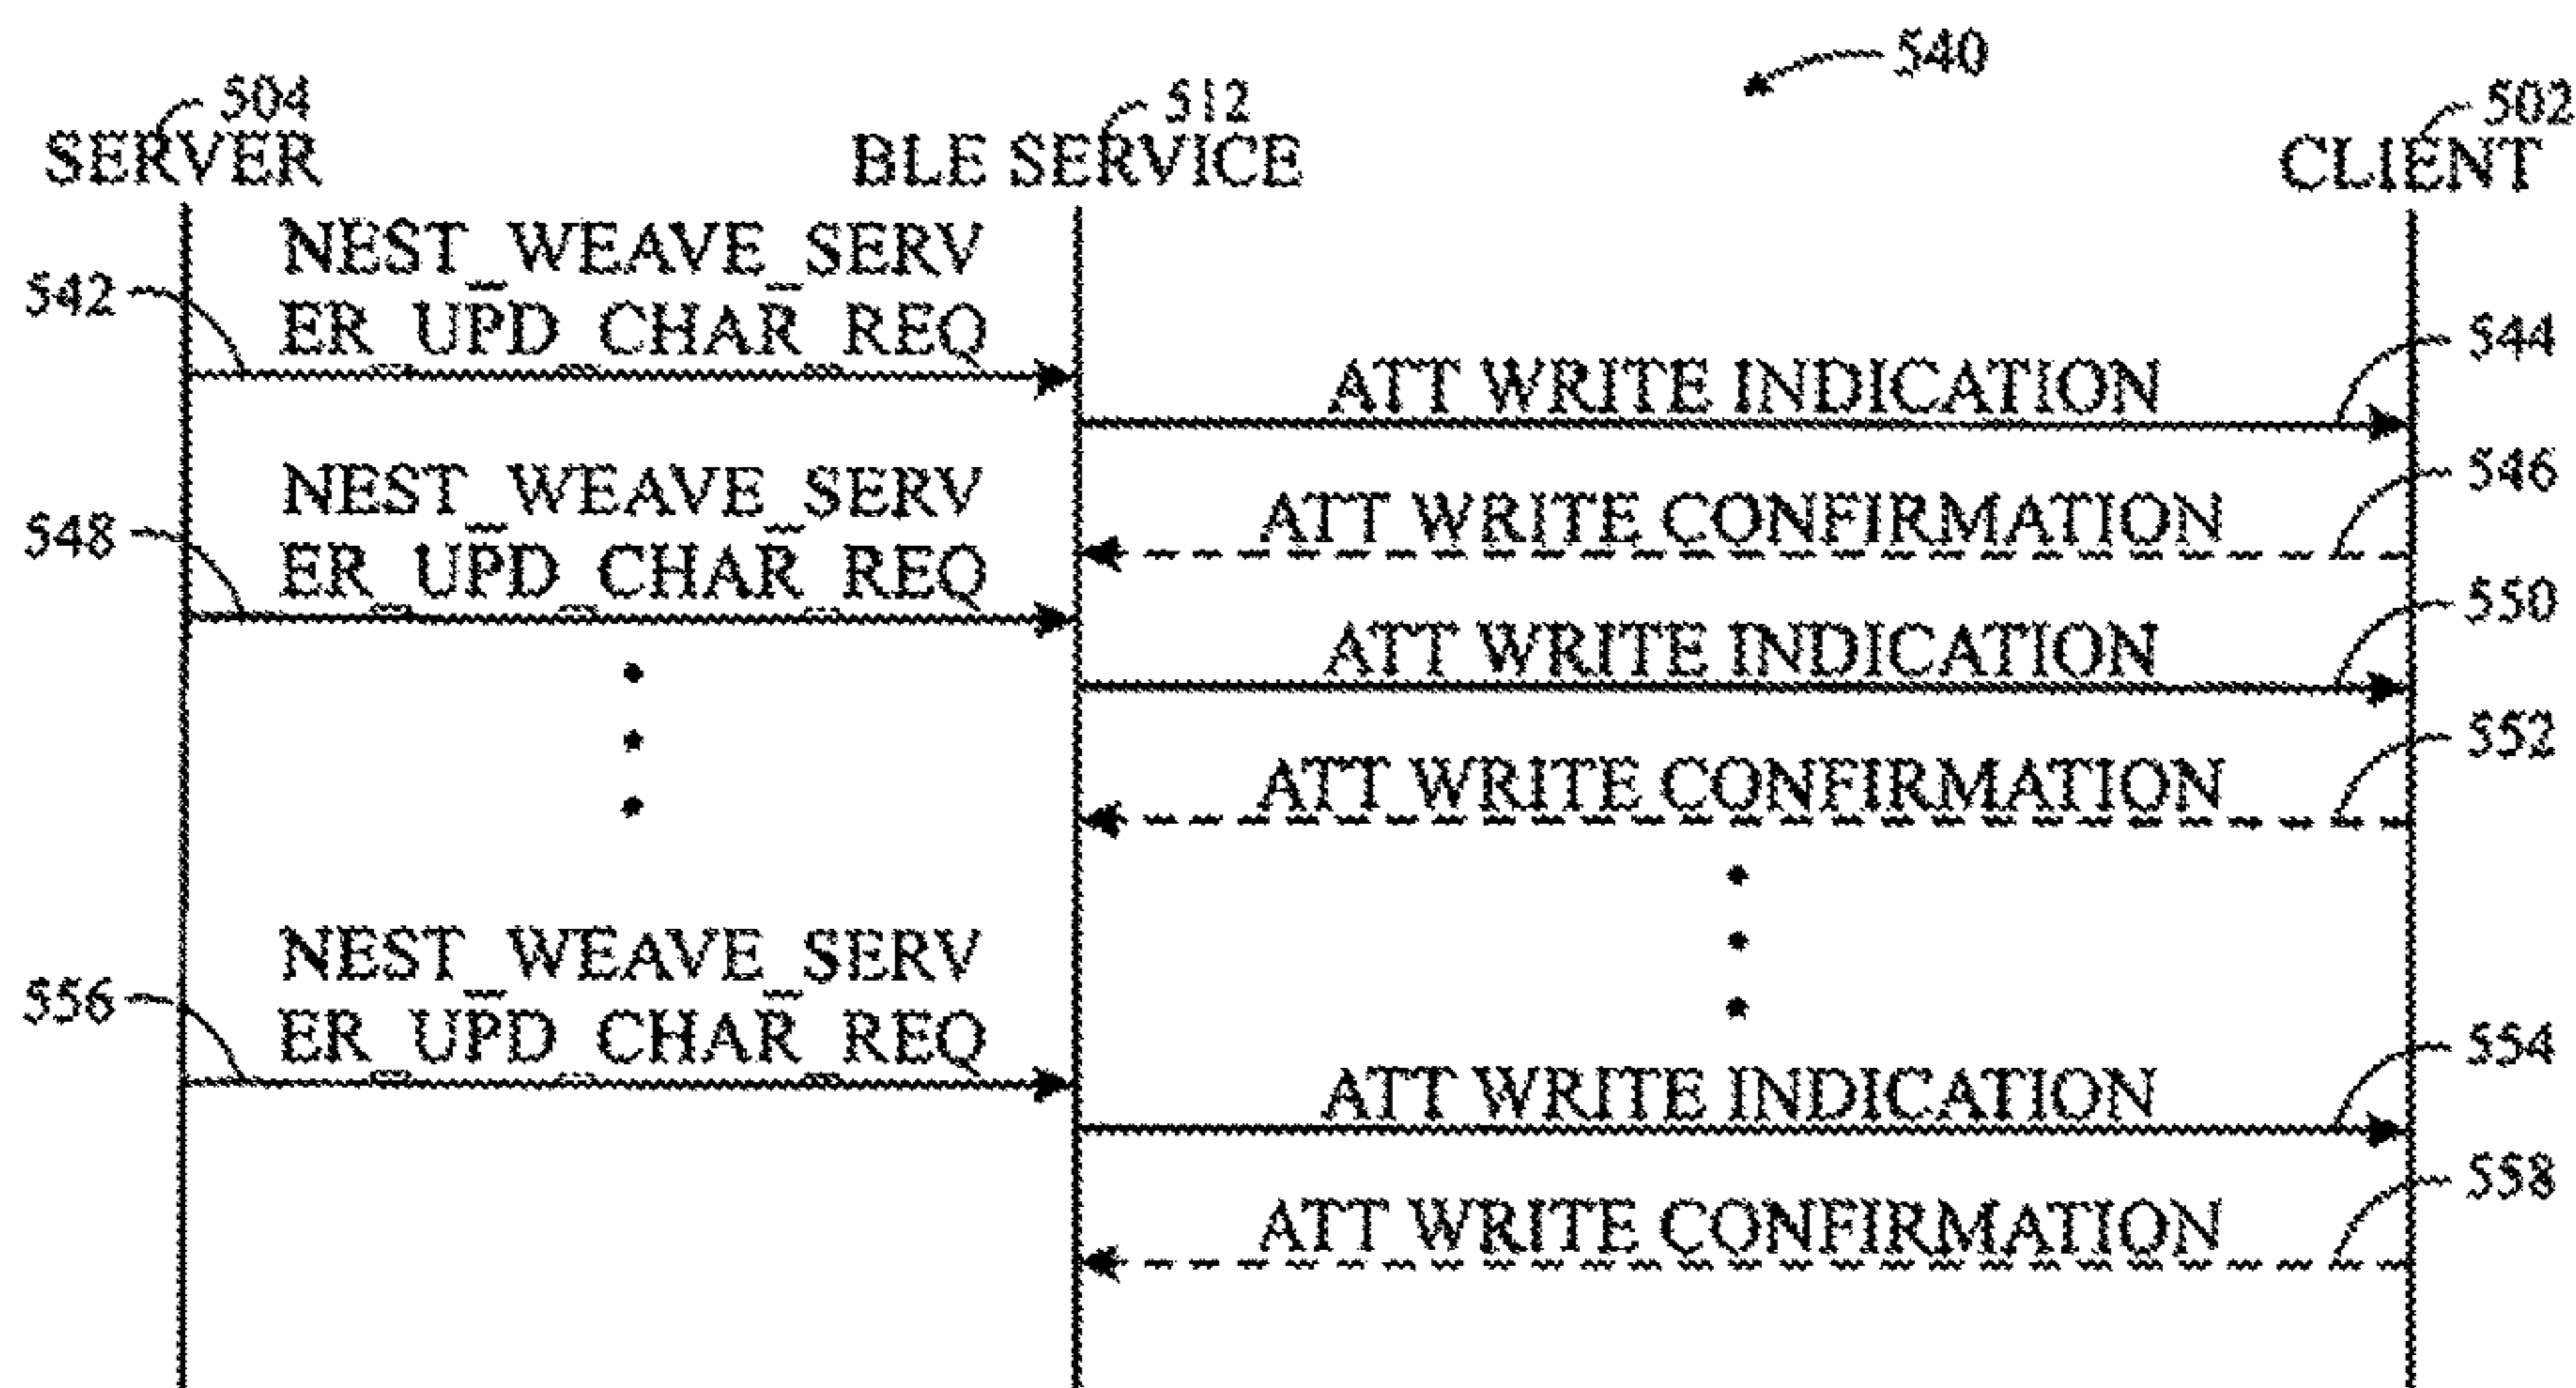 540
504
512
502
SERVER
BLE SERVICE
CLIENT
NEST_WEAVE_SERV
ER_UPD_CHAR_REQ
542
544
ATT WRITE INDICATION
546
NEST_WEAVE_SERV
ER_UPD_CHAR_REQ
548
ATT WRITE CONFIRMATION
550
ATT WRITE INDICATION
552
ATT WRITE CONFIRMATION
NEST_WEAVE_SERV
ER_UPD_CHAR_REQ
556
554
ATT WRITE INDICATION
558
ATT WRITE CONFIRMATION